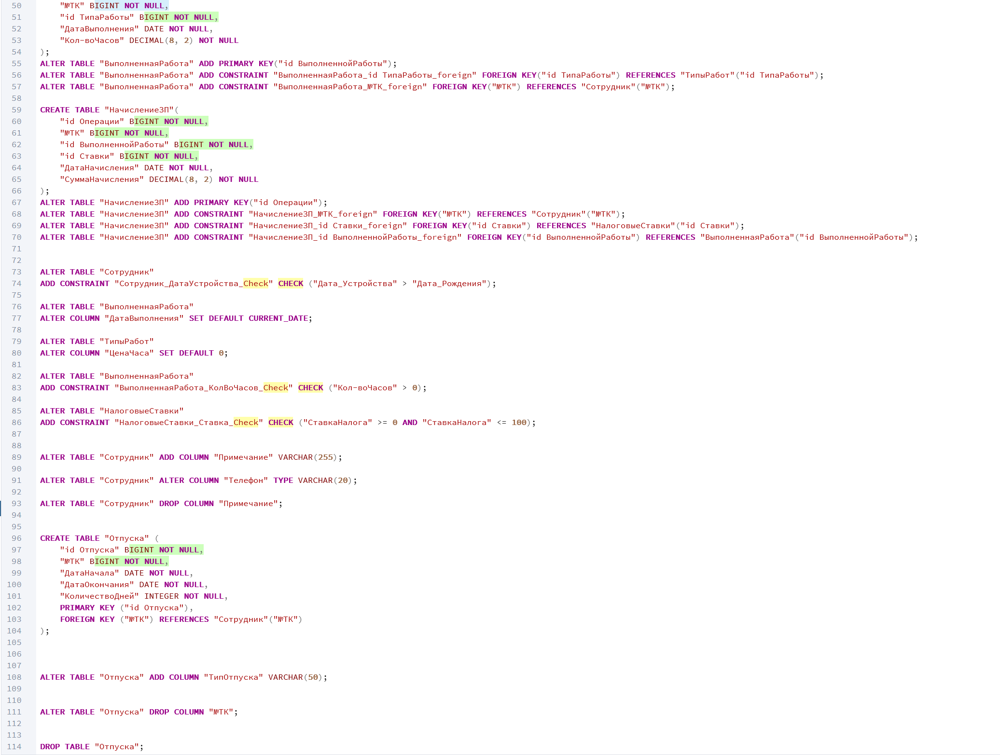 50 "№ТК" BIGINT NOT NULL,
51 "id ТипаРаботы" BIGINT NOT NULL,
52 "ДатаВыполнения" DATE NOT NULL,
53 "Кол-воЧасов" DECIMAL(8, 2) NOT NULL
54 );
55 ALTER TABLE "ВыполненнаяРабота" ADD PRIMARY KEY("id ВыполненнойРаботы");
56 ALTER TABLE "ВыполненнаяРабота" ADD CONSTRAINT "ВыполненнаяРабота_id ТипаРаботы_foreign" FOREIGN KEY("id ТипаРаботы") REFERENCES "ТипыРабот"("id ТипаРаботы");
57 ALTER TABLE "ВыполненнаяРабота" ADD CONSTRAINT "ВыполненнаяРабота_№ТК_foreign" FOREIGN KEY("№ТК") REFERENCES "Сотрудник"("№ТК");
58
59 CREATE TABLE "НачислениеЗП"(
60 "id Операции" BIGINT NOT NULL,
61 "№ТК" BIGINT NOT NULL,
62 "id ВыполненнойРаботы" BIGINT NOT NULL,
63 "id Ставки" BIGINT NOT NULL,
64 "ДатаНачисления" DATE NOT NULL,
65 "СуммаНачисления" DECIMAL(8, 2) NOT NULL
66 );
67 ALTER TABLE "НачислениеЗП" ADD PRIMARY KEY("id Операции");
68 ALTER TABLE "НачислениеЗП" ADD CONSTRAINT "НачислениеЗП_№ТК_foreign" FOREIGN KEY("№ТК") REFERENCES "Сотрудник"("№ТК");
69 ALTER TABLE "НачислениеЗП" ADD CONSTRAINT "НачислениеЗП_id Ставки_foreign" FOREIGN KEY("id Ставки") REFERENCES "НалоговыеСтавки"("id Ставки");
70 ALTER TABLE "НачислениеЗП" ADD CONSTRAINT "НачислениеЗП_id ВыполненнойРаботы_foreign" FOREIGN KEY("id ВыполненнойРаботы") REFERENCES "ВыполненнаяРабота"("id ВыполненнойРаботы");
71
72
73 ALTER TABLE "Сотрудник"
74 ADD CONSTRAINT "Сотрудник_ДатаУстройства_Check" CHECK ("Дата_Устройства" > "Дата_Рождения");
75
76 ALTER TABLE "ВыполненнаяРабота"
77 ALTER COLUMN "ДатаВыполнения" SET DEFAULT CURRENT_DATE;
78
79 ALTER TABLE "ТипыРабот"
80 ALTER COLUMN "ЦенаЧаса" SET DEFAULT 0;
81
82 ALTER TABLE "ВыполненнаяРабота"
83 ADD CONSTRAINT "ВыполненнаяРабота_КолВоЧасов_Check" CHECK ("Кол-воЧасов" > 0);
84
85 ALTER TABLE "НалоговыеСтавки"
86 ADD CONSTRAINT "НалоговыеСтавки_Ставка_Check" CHECK ("СтавкаНалога" >= 0 AND "СтавкаНалога" <= 100);
87
88
89 ALTER TABLE "Сотрудник" ADD COLUMN "Примечание" VARCHAR(255);
90
91 ALTER TABLE "Сотрудник" ALTER COLUMN "Телефон" TYPE VARCHAR(20);
92
93 ALTER TABLE "Сотрудник" DROP COLUMN "Примечание";
94
95
96 CREATE TABLE "Отпуска" (
97 "id Отпуска" BIGINT NOT NULL,
98 "№ТК" BIGINT NOT NULL,
99 "ДатаНачала" DATE NOT NULL,
100 "ДатаОкончания" DATE NOT NULL,
101 "КоличествоДней" INTEGER NOT NULL,
102 PRIMARY KEY ("id Отпуска"),
103 FOREIGN KEY ("№ТК") REFERENCES "Сотрудник"("№ТК")
104 );
105
106
107
108 ALTER TABLE "Отпуска" ADD COLUMN "ТипОтпуска" VARCHAR(50);
109
110
111 ALTER TABLE "Отпуска" DROP COLUMN "№ТК";
112
113
114 DROP TABLE "Отпуска";